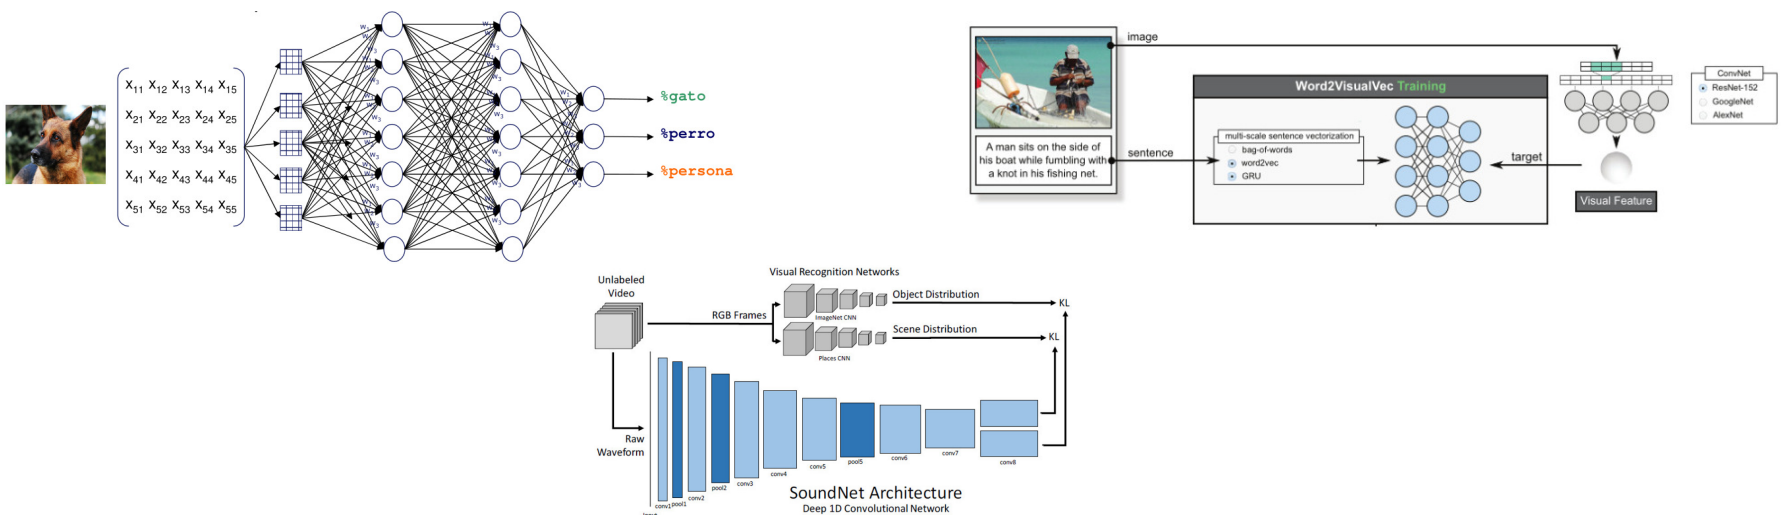 X11 X12 X13 X14 X15
X21 X22 X23 X24 X25
X31 X32 X33 X34 X35
X41 X42 X43 X44 X45
X51 X52 X53 X54 X55
%gato
%perro
%persona
image
A man sits on the side of
his boat while fumbling with
a knot in his fishing net.
sentence
Word2VisualVec Training
multi-scale sentence vectorization
bag-of-words
word2vec
GRU
target
ConvNet
ResNet-152
GoogleNet
AlexNet
Visual Feature
Unlabeled
Video
RGB Frames
Visual Recognition Networks
ImageNet CNN
Object Distribution
KL
Places CNN
Scene Distribution
KL
Raw
Waveform
conv1
pool1
conv2
pool2
conv3
conv4
conv5
pool5
conv6
conv7
conv8
SoundNet Architecture
Deep 1D Convolutional Network